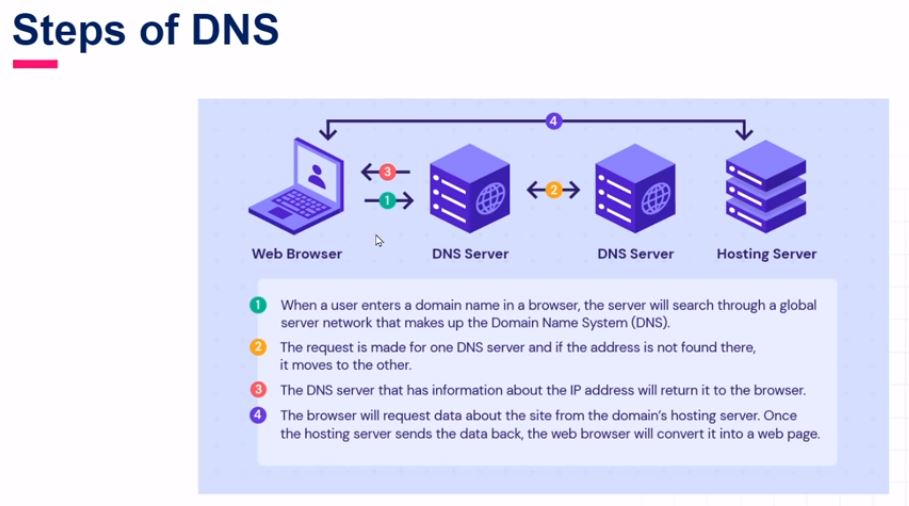 Steps of DNS
4
3
1
2
Web Browser
DNS Server
DNS Server
Hosting Server
1 When a user enters a domain name in a browser, the server will search through a global
server network that makes up the Domain Name System (DNS).
2 The request is made for one DNS server and if the address is not found there,
it moves to the other.
3 The DNS server that has information about the IP address will return it to the browser.
4 The browser will request data about the site from the domain's hosting server. Once
the hosting server sends the data back, the web browser will convert it into a web page.